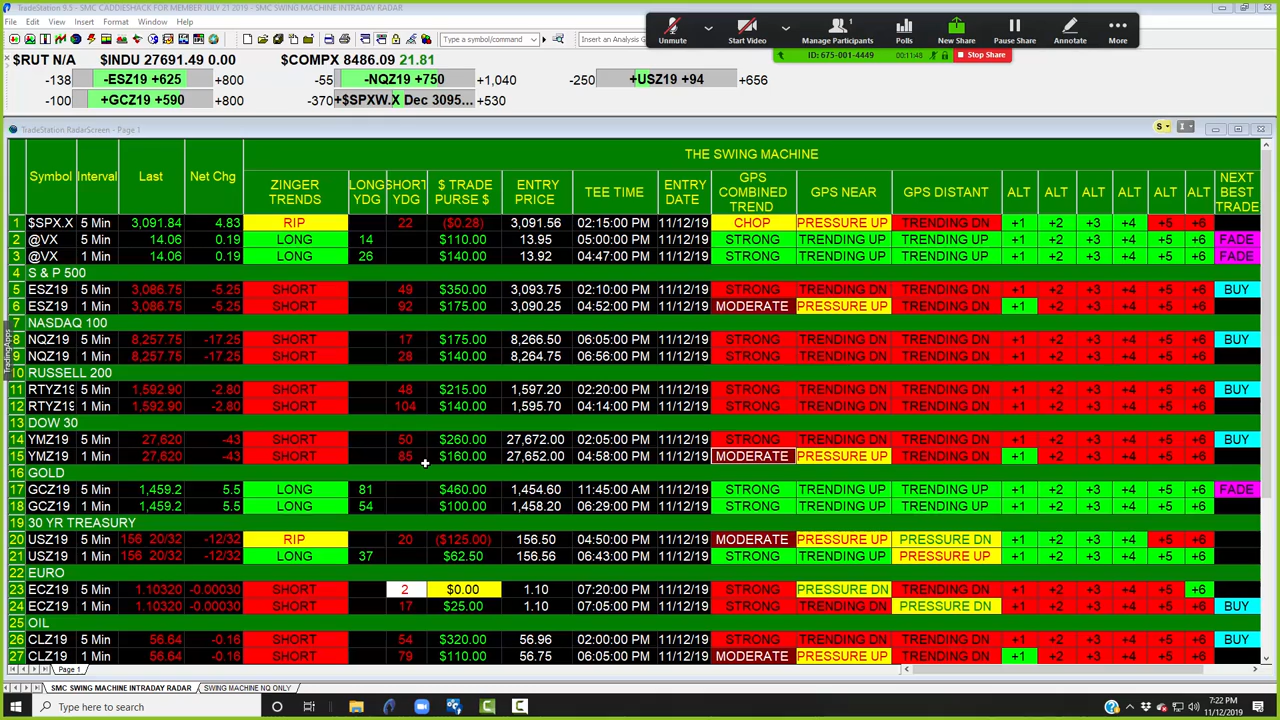 TRADESTATION 9.5 - SMC CADDIESHACK FOR MEMBER JULY 21 2019 - SMC SWING MACHINE INTRADAY RADAR
File Edit View Insert Format Window Help
Unmute Start Video Manage Participants 1 Polls New Share Pause Share Annotate More
ID: 675-001-4449 00:11:48 Stop Share
Type a symbol/command Insert an Analysis
$RUT N/A $INDU 27691.49 0.00 $COMPX 8486.09 21.81
-138 -ESZ19 +625 +800 -55 -NQZ19 +750 +1,040 -250 +USZ19 +94 +656
-100 +GCZ19 +590 +800 -370 +$SPXW.X Dec 3095... +530
TradeStation RadarScreen - Page 1
S I
THE SWING MACHINE
Symbol Interval Last Net Chg ZINGER TRENDS LONG YDG SHORT YDG $ TRADE PURSE $ ENTRY PRICE TEE TIME ENTRY DATE GPS COMBINED TREND GPS NEAR GPS DISTANT ALT ALT ALT ALT ALT ALT NEXT BEST TRADE
1 $SPX.X 5 Min 3,091.84 4.83 RIP 22 ($0.28) 3,091.56 02:15:00 PM 11/12/19 CHOP PRESSURE UP TRENDING DN +1 +2 +3 +4 +5 +6
2 @VX 5 Min 14.06 0.19 LONG 14 $110.00 13.95 05:00:00 PM 11/12/19 STRONG TRENDING UP TRENDING UP +1 +2 +3 +4 +5 +6 FADE
3 @VX 1 Min 14.06 0.19 LONG 26 $140.00 13.92 04:47:00 PM 11/12/19 STRONG TRENDING UP TRENDING UP +1 +2 +3 +4 +5 +6 FADE
4 S & P 500
5 ESZ19 5 Min 3,086.75 -5.25 SHORT 49 $350.00 3,093.75 02:10:00 PM 11/12/19 STRONG TRENDING DN TRENDING DN +1 +2 +3 +4 +5 +6 BUY
6 ESZ19 1 Min 3,086.75 -5.25 SHORT 92 $175.00 3,090.25 04:52:00 PM 11/12/19 MODERATE PRESSURE UP TRENDING DN +1 +2 +3 +4 +5 +6
7 NASDAQ 100
8 NQZ19 5 Min 8,257.75 -17.25 SHORT 17 $175.00 8,266.50 06:05:00 PM 11/12/19 STRONG TRENDING DN TRENDING DN +1 +2 +3 +4 +5 +6 BUY
9 NQZ19 1 Min 8,257.75 -17.25 SHORT 28 $140.00 8,264.75 06:56:00 PM 11/12/19 STRONG TRENDING DN TRENDING DN +1 +2 +3 +4 +5 +6
10 RUSSELL 200
11 RTYZ19 5 Min 1,592.90 -2.80 SHORT 48 $215.00 1,597.20 02:20:00 PM 11/12/19 STRONG TRENDING DN TRENDING DN +1 +2 +3 +4 +5 +6 BUY
12 RTYZ19 1 Min 1,592.90 -2.80 SHORT 104 $140.00 1,595.70 04:14:00 PM 11/12/19 STRONG TRENDING DN TRENDING DN +1 +2 +3 +4 +5 +6
13 DOW 30
14 YMZ19 5 Min 27,620 -43 SHORT 50 $260.00 27,672.00 02:05:00 PM 11/12/19 STRONG TRENDING DN TRENDING DN +1 +2 +3 +4 +5 +6 BUY
15 YMZ19 1 Min 27,620 -43 SHORT 85 $160.00 27,652.00 04:58:00 PM 11/12/19 MODERATE PRESSURE UP TRENDING DN +1 +2 +3 +4 +5 +6
16 GOLD
17 GCZ19 5 Min 1,459.2 5.5 LONG 81 $460.00 1,454.60 11:45:00 AM 11/12/19 STRONG TRENDING UP TRENDING UP +1 +2 +3 +4 +5 +6 FADE
18 GCZ19 1 Min 1,459.2 5.5 LONG 54 $100.00 1,458.20 06:29:00 PM 11/12/19 STRONG TRENDING UP TRENDING UP +1 +2 +3 +4 +5 +6
19 30 YR TREASURY
20 USZ19 5 Min 156 20/32 -12/32 RIP 20 ($125.00) 156.50 04:50:00 PM 11/12/19 MODERATE PRESSURE UP PRESSURE DN +1 +2 +3 +4 +5 +6
21 USZ19 1 Min 156 20/32 -12/32 LONG 37 $62.50 156.56 06:43:00 PM 11/12/19 STRONG TRENDING UP PRESSURE UP +1 +2 +3 +4 +5 +6
22 EURO
23 ECZ19 5 Min 1.10320 -0.00030 SHORT 2 $0.00 1.10 07:20:00 PM 11/12/19 STRONG PRESSURE DN TRENDING DN +1 +2 +3 +4 +5 +6
24 ECZ19 1 Min 1.10320 -0.00030 SHORT 17 $25.00 1.10 07:05:00 PM 11/12/19 STRONG TRENDING DN PRESSURE DN +1 +2 +3 +4 +5 +6 BUY
25 OIL
26 CLZ19 5 Min 56.64 -0.16 SHORT 54 $320.00 56.96 02:00:00 PM 11/12/19 STRONG TRENDING DN TRENDING DN +1 +2 +3 +4 +5 +6 BUY
27 CLZ19 1 Min 56.64 -0.16 SHORT 79 $110.00 56.75 06:05:00 PM 11/12/19 MODERATE PRESSURE UP TRENDING DN +1 +2 +3 +4 +5 +6
TradingApps
Page 1
SMC SWING MACHINE INTRADAY RADAR SWING MACHINE NQ ONLY
Type here to search
7:22 PM
11/12/2019